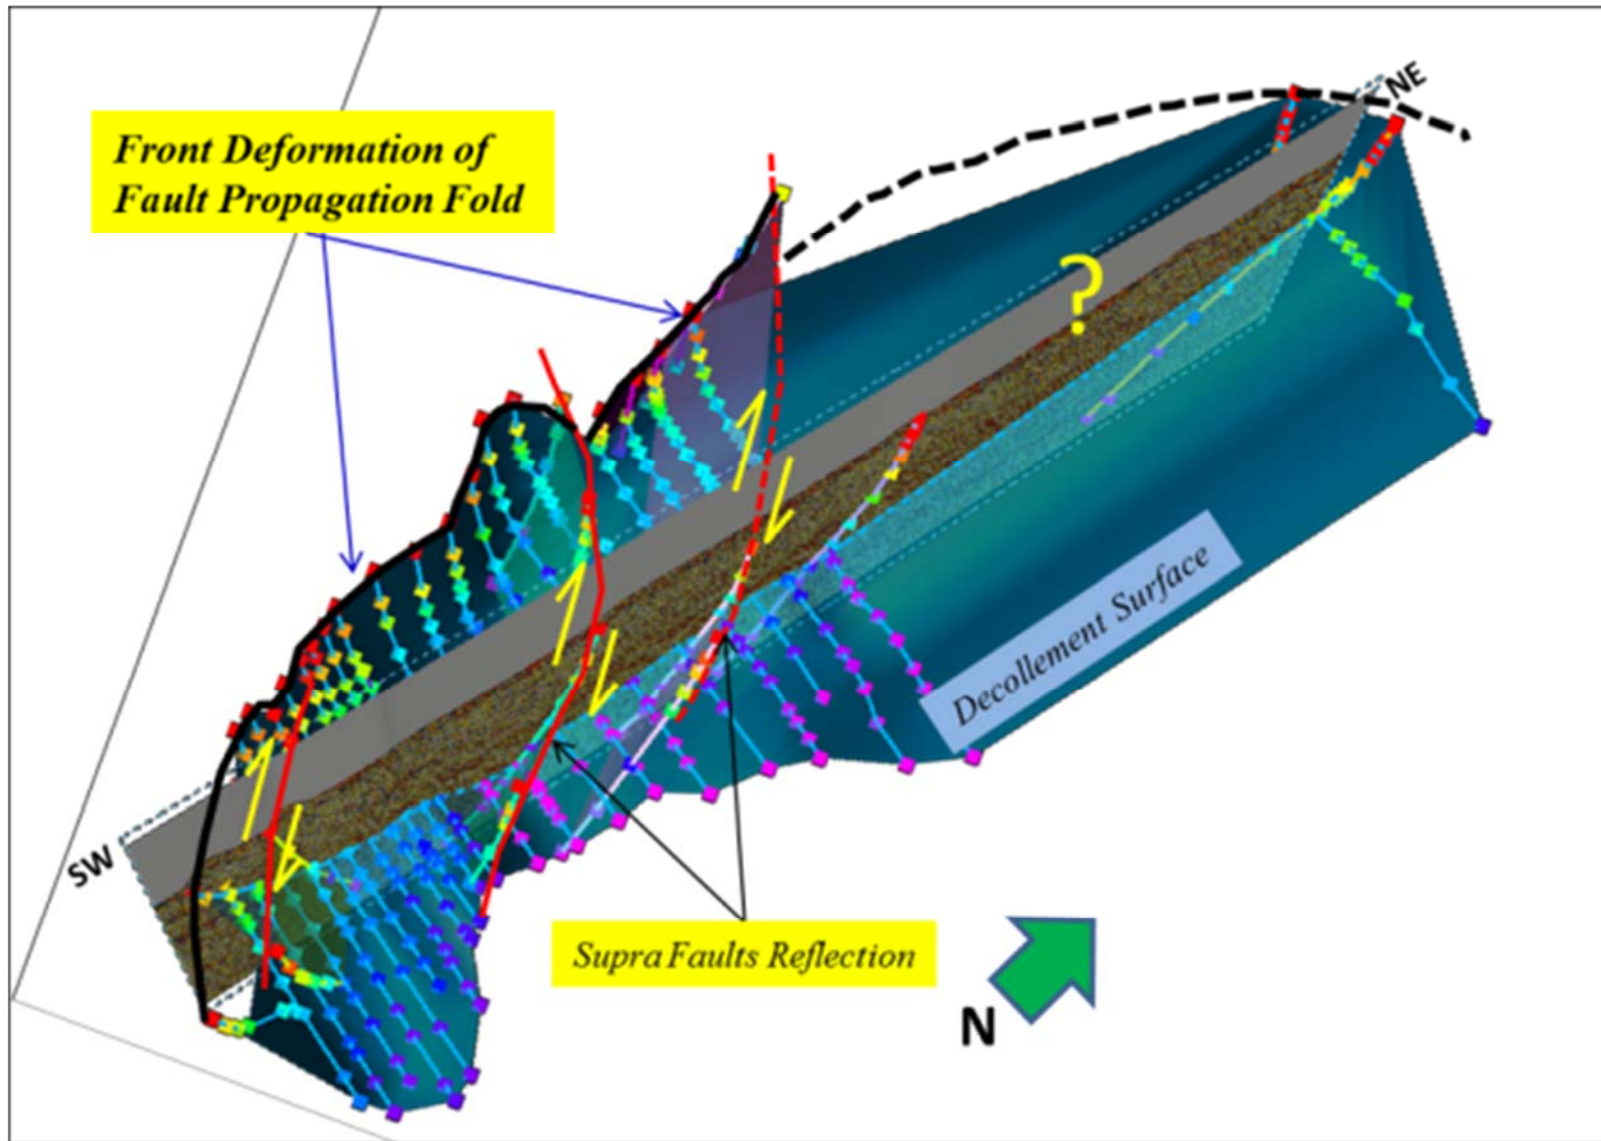 NE
Front Deformation of
Fault Propagation Fold
?
Decollement Surface
SW
Supra Faults Reflection
N